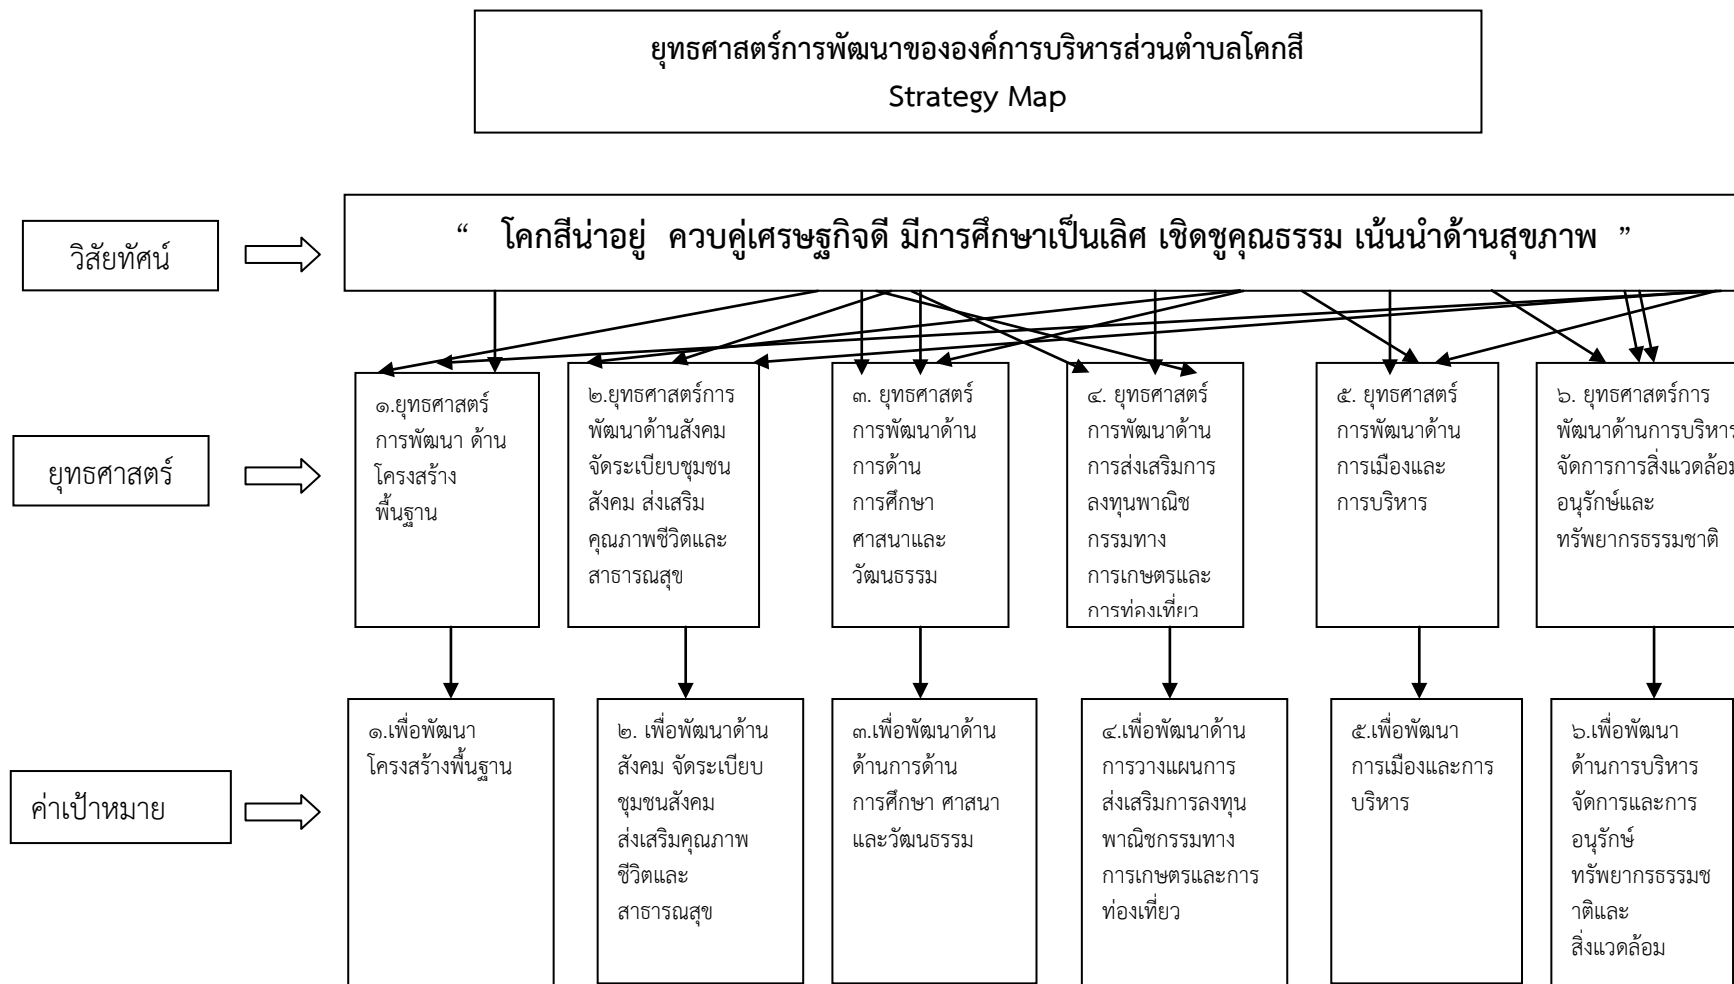 ยุทธศาสตร์การพัฒนาขององค์การบริหารส่วนตำบลโคกสี
Strategy Map
วิสัยทัศน์
“ โคกสีน่าอยู่ ควบคู่เศรษฐกิจดี มีการศึกษาเป็นเลิศ เชิดชูคุณธรรม เน้นนำด้านสุขภาพ ”
ยุทธศาสตร์
๑.ยุทธศาสตร์
การพัฒนา ด้าน
โครงสร้าง
พื้นฐาน
๒.ยุทธศาสตร์การ
พัฒนาด้านสังคม
จัดระเบียบชุมชน
สังคม ส่งเสริม
คุณภาพชีวิตและ
สาธารณสุข
๓. ยุทธศาสตร์
การพัฒนาด้าน
การด้าน
การศึกษา
ศาสนาและ
วัฒนธรรม
๔. ยุทธศาสตร์
การพัฒนาด้าน
การส่งเสริมการ
ลงทุนพาณิช
กรรมทาง
การเกษตรและ
การท่องเที่ยว
๕. ยุทธศาสตร์
การพัฒนาด้าน
การเมืองและ
การบริหาร
๖. ยุทธศาสตร์การ
พัฒนาด้านการบริหาร
จัดการการสิ่งแวดล้อม
อนุรักษ์และ
ทรัพยากรธรรมชาติ
ค่าเป้าหมาย
๑.เพื่อพัฒนา
โครงสร้างพื้นฐาน
๒. เพื่อพัฒนาด้าน
สังคม จัดระเบียบ
ชุมชนสังคม
ส่งเสริมคุณภาพ
ชีวิตและ
สาธารณสุข
๓.เพื่อพัฒนาด้าน
ด้านการด้าน
การศึกษา ศาสนา
และวัฒนธรรม
๔.เพื่อพัฒนาด้าน
การวางแผนการ
ส่งเสริมการลงทุน
พาณิชกรรมทาง
การเกษตรและการ
ท่องเที่ยว
๕.เพื่อพัฒนา
การเมืองและการ
บริหาร
๖.เพื่อพัฒนา
ด้านการบริหาร
จัดการและการ
อนุรักษ์
ทรัพยากรธรรมช
าติและ
สิ่งแวดล้อม